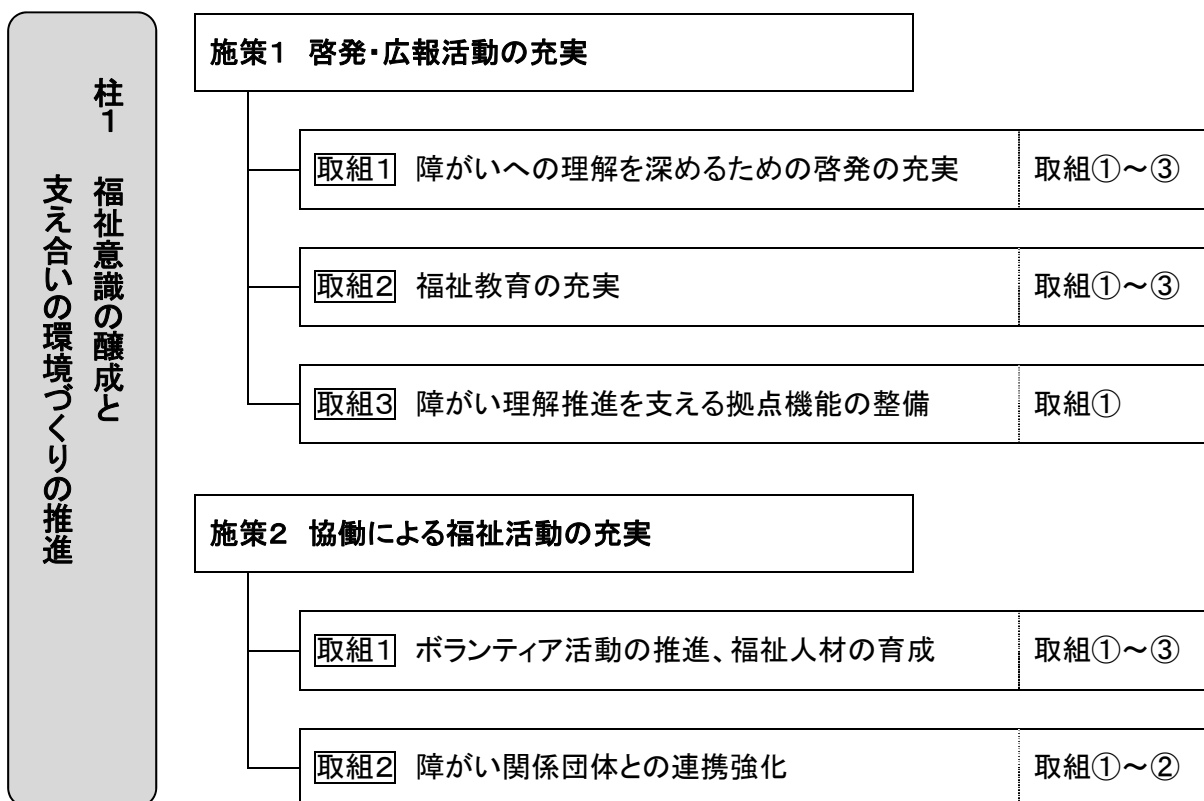 柱1 福祉意識の醸成と
支え合いの環境づくりの推進
施策1 啓発・広報活動の充実
取組1 障がいへの理解を深めるための啓発の充実 取組①～③
取組2 福祉教育の充実 取組①～③
取組3 障がい理解推進を支える拠点機能の整備 取組①
施策2 協働による福祉活動の充実
取組1 ボランティア活動の推進、福祉人材の育成 取組①～③
取組2 障がい関係団体との連携強化 取組①～②